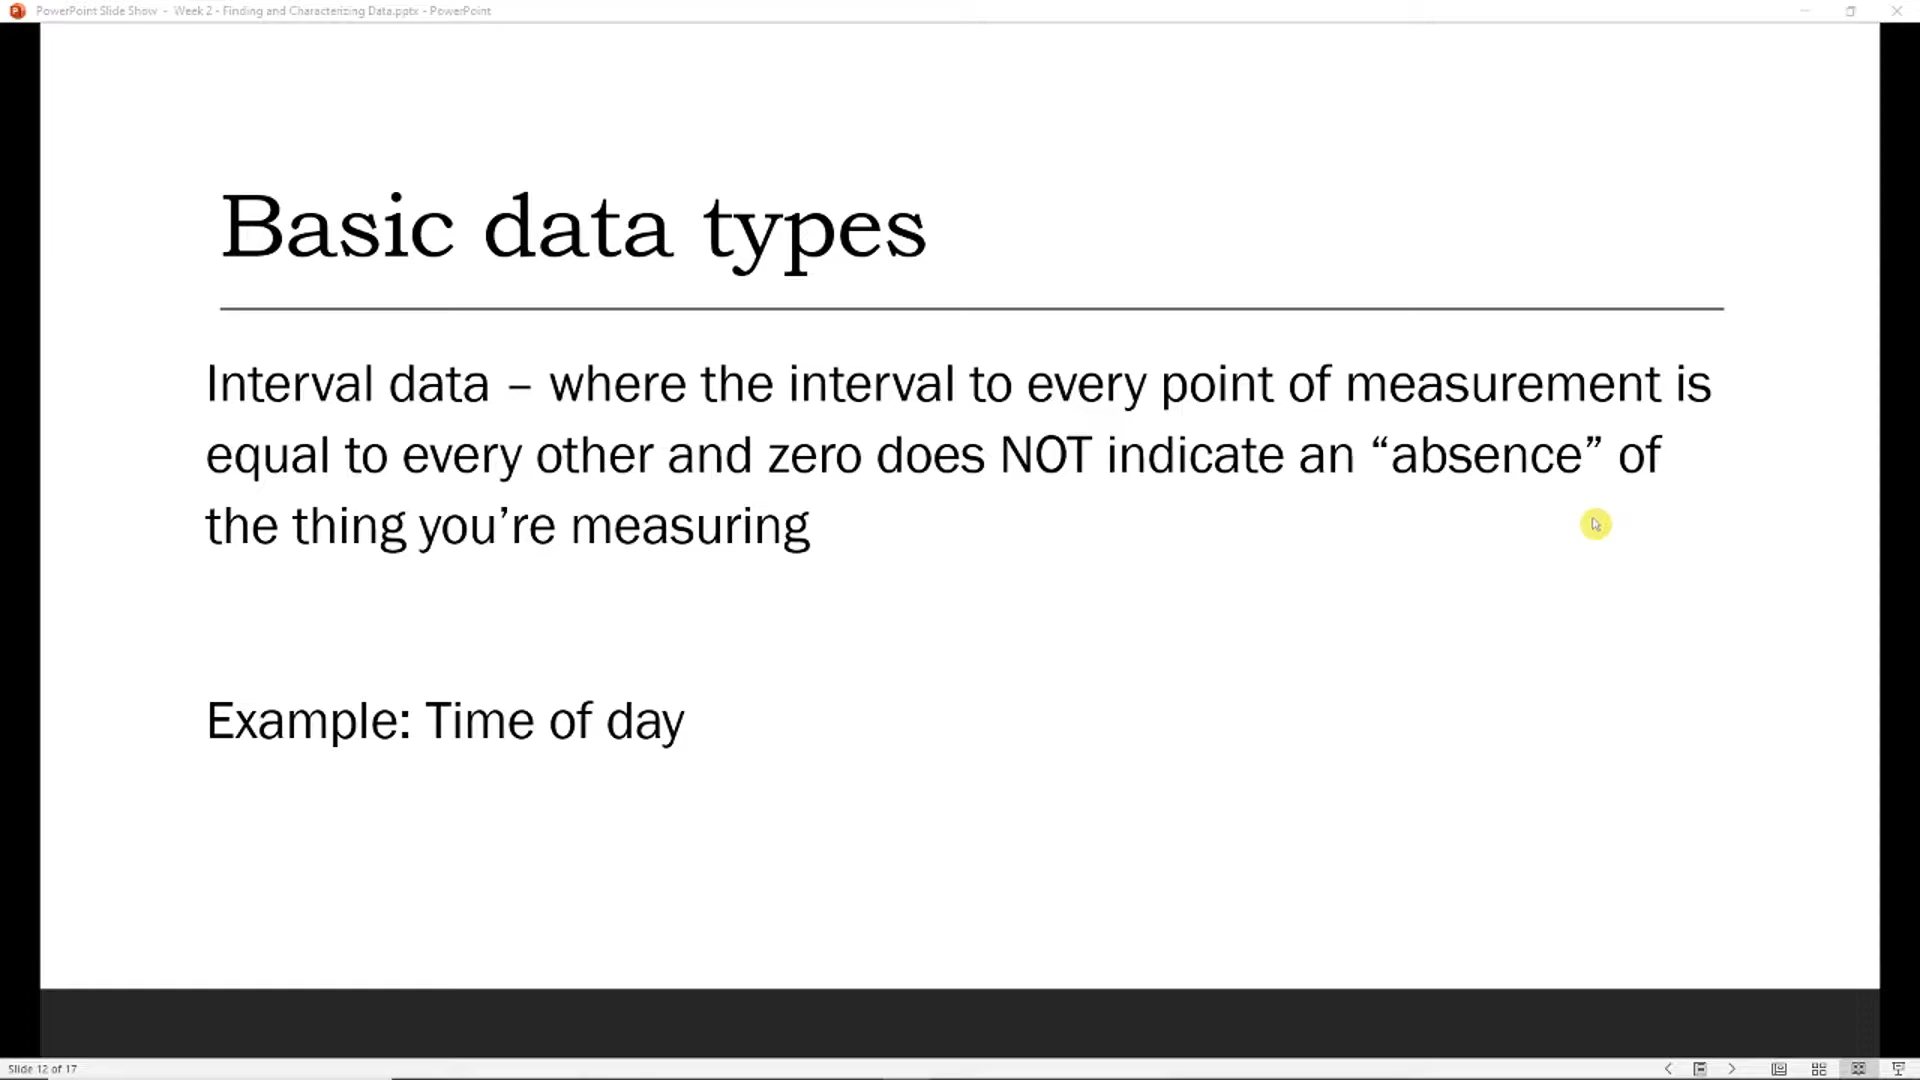 PowerPoint Slide Show - Week 2 - Finding and Characterizing Data.pptx - PowerPoint
Basic data types
Interval data – where the interval to every point of measurement is
equal to every other and zero does NOT indicate an “absence” of
the thing you’re measuring
Example: Time of day
Slide 12 of 17